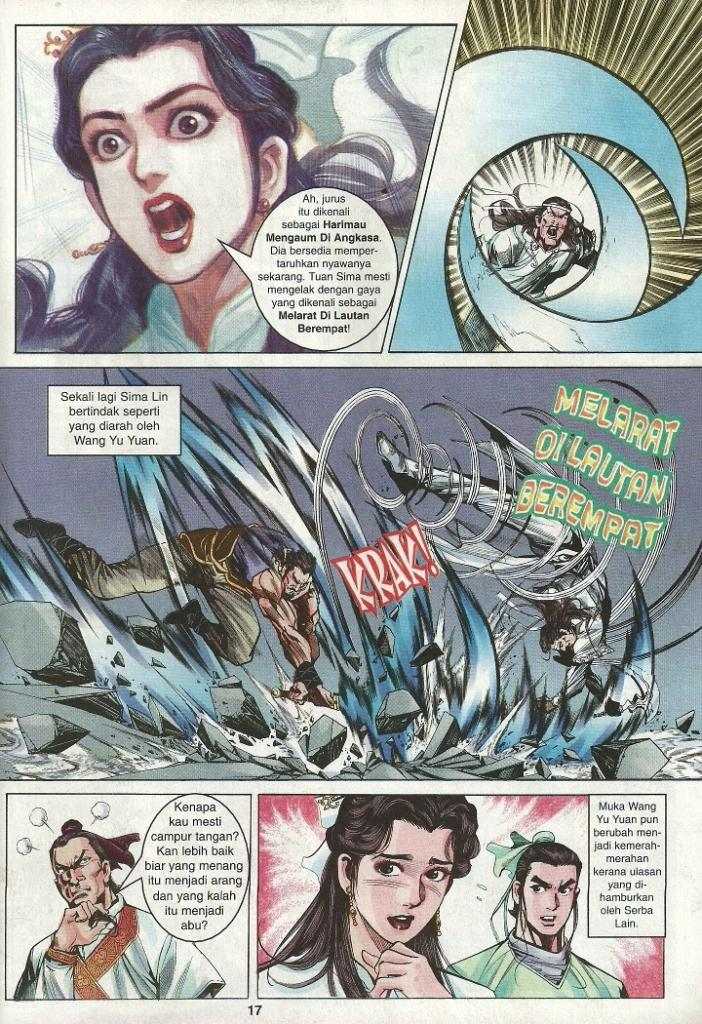 Ah, jurus
itu dikenali
sebagai Harimau
Mengaum Di Angkasa.
Dia bersedia memper-
taruhkan nyawanya
sekarang. Tuan Sima mesti
mengelak dengan gaya
yang dikenali sebagai
Melarat Di Lautan
Berempat!
Sekali lagi Sima Lin
bertindak seperti
yang diarah oleh
Wang Yu Yuan.
MELARAT
DI LAUTAN
BEREMPAT
KRAK!
Kenapa
kau mesti
campur tangan?
Kan lebih baik
biar yang menang
itu menjadi arang
dan yang kalah
itu menjadi
abu?
Muka Wang
Yu Yuan pun
berubah men-
jadi kemerah-
merahan
kerana ulasan
yang di-
hamburkan
oleh Serba
Lain.
17